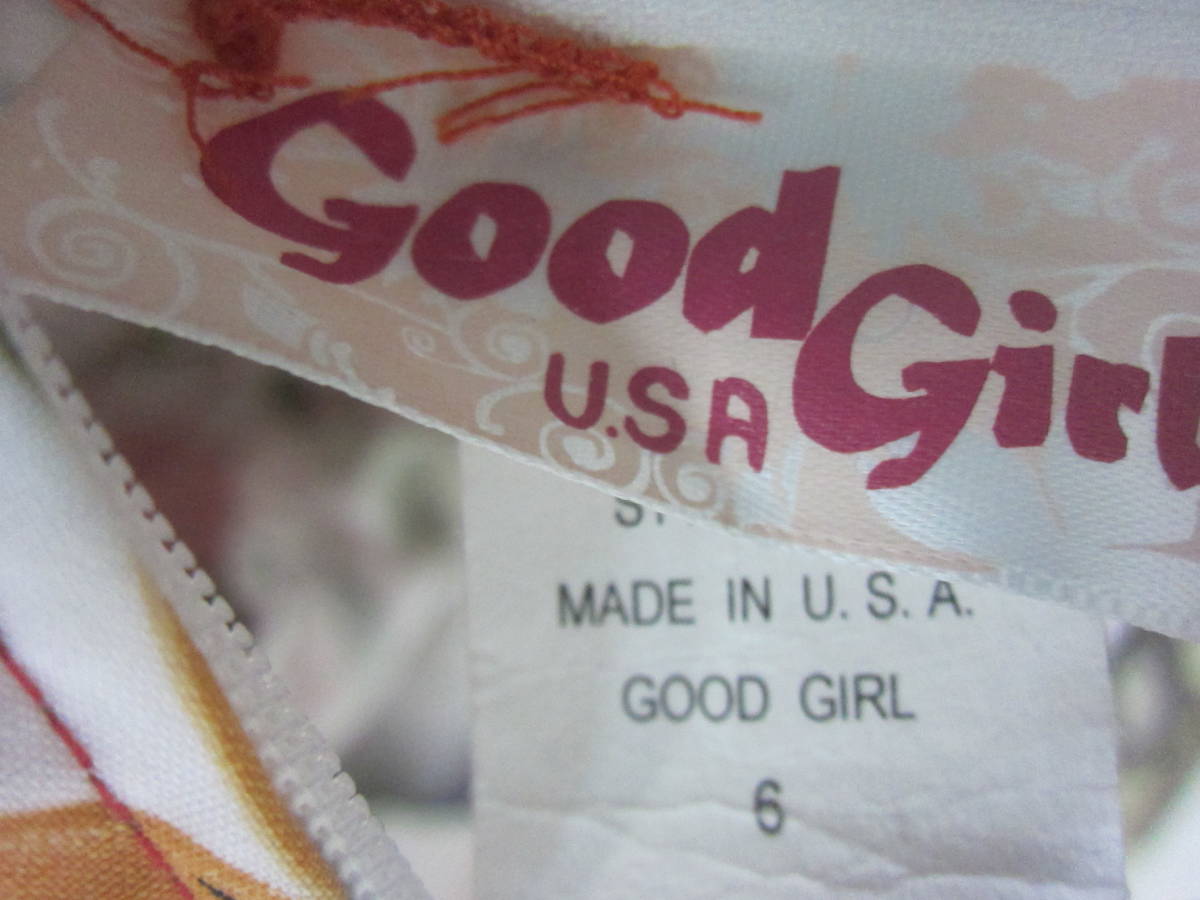 Good Girl
U.S.A
MADE IN U. S. A.
GOOD GIRL
6